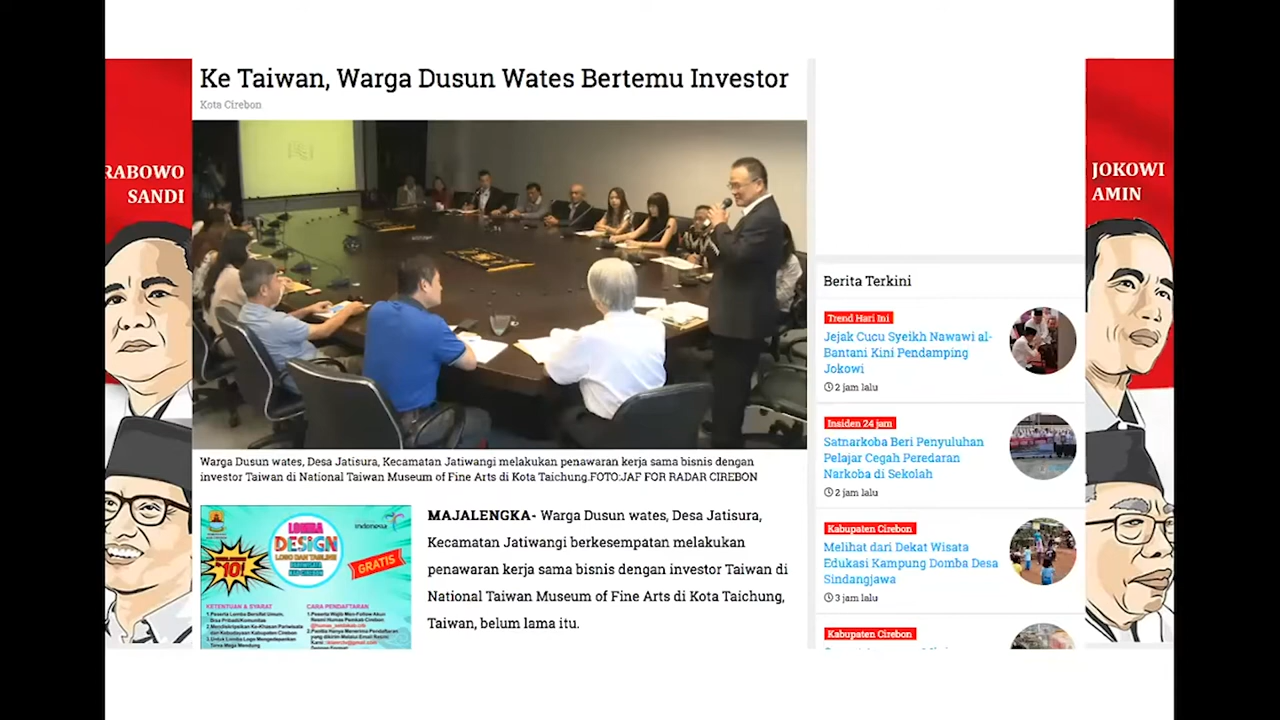 Ke Taiwan, Warga Dusun Wates Bertemu Investor
Kota Cirebon
RABOWO
SANDI
JOKOWI
AMIN
Warga Dusun wates, Desa Jatisura, Kecamatan Jatiwangi melakukan penawaran kerja sama bisnis dengan
investor Taiwan di National Taiwan Museum of Fine Arts di Kota Taichung.FOTO:JAF FOR RADAR CIREBON
MAJALENGKA- Warga Dusun wates, Desa Jatisura,
Kecamatan Jatiwangi berkesempatan melakukan
penawaran kerja sama bisnis dengan investor Taiwan di
National Taiwan Museum of Fine Arts di Kota Taichung,
Taiwan, belum lama itu.
indonesia
LOMBA
DESIGN
LOGO DAN TAGLINE
GRATIS
KETENTUAN & SYARAT
CARA PENDAFTARAN
Berita Terkini
Trend Hari Ini
Jejak Cucu Syeikh Nawawi al-
Bantani Kini Pendamping
Jokowi
2 jam lalu
Insiden 24 jam
Satnarkoba Beri Penyuluhan
Pelajar Cegah Peredaran
Narkoba di Sekolah
2 jam lalu
Kabupaten Cirebon
Melihat dari Dekat Wisata
Edukasi Kampung Domba Desa
Sindangjawa
3 jam lalu
Kabupaten Cirebon